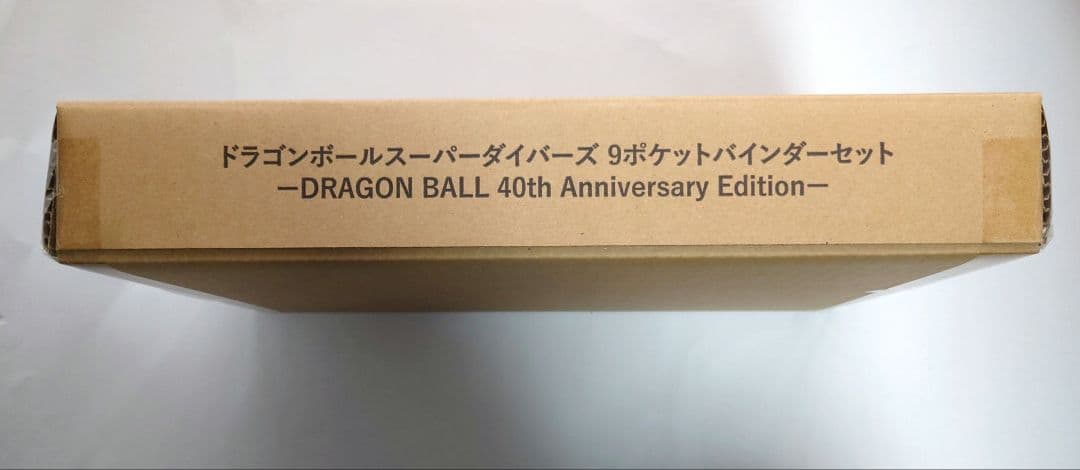 ドラゴンボールスーパーダイバーズ 9ポケットバインダーセット
ーDRAGON BALL 40th Anniversary Editionー